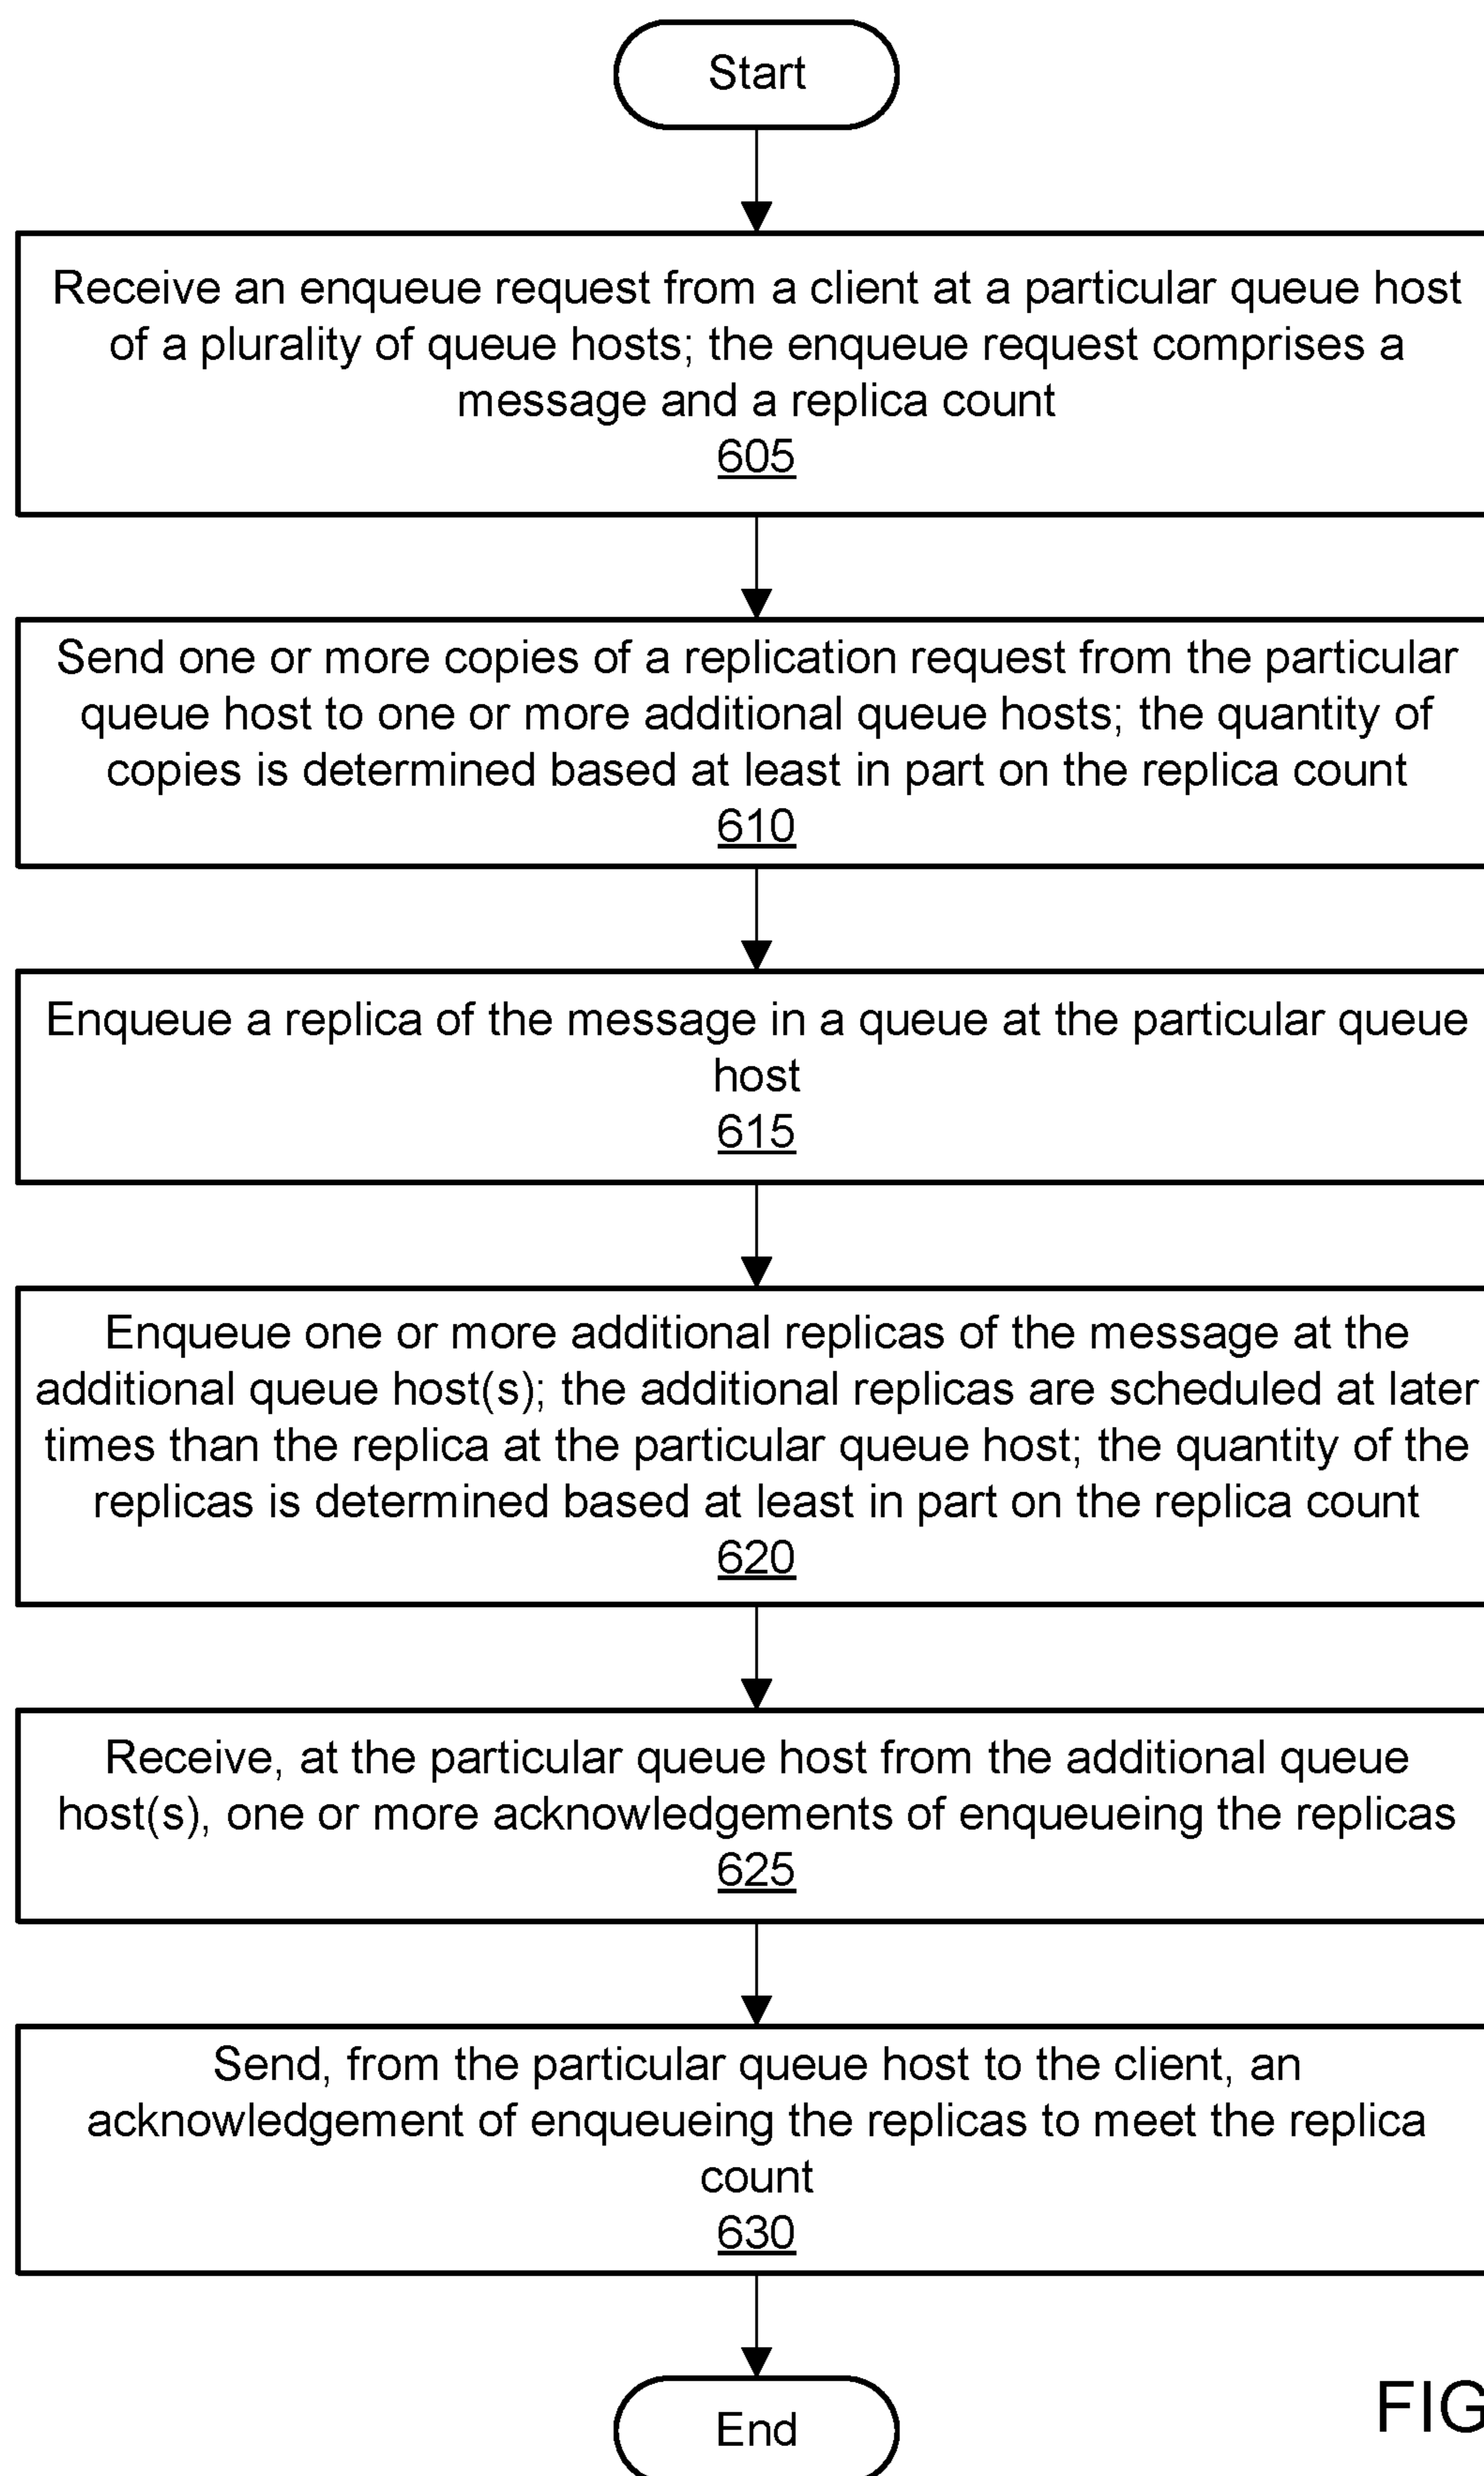 Start
Receive an enqueue request from a client at a particular queue host
of a plurality of queue hosts; the enqueue request comprises a
message and a replica count
605
Send one or more copies of a replication request from the particular
queue host to one or more additional queue hosts; the quantity of
copies is determined based at least in part on the replica count
610
Enqueue a replica of the message in a queue at the particular queue
host
615
Enqueue one or more additional replicas of the message at the
additional queue host(s); the additional replicas are scheduled at later
times than the replica at the particular queue host; the quantity of the
replicas is determined based at least in part on the replica count
620
Receive, at the particular queue host from the additional queue
host(s), one or more acknowledgements of enqueueing the replicas
625
Send, from the particular queue host to the client, an
acknowledgement of enqueueing the replicas to meet the replica
count
630
FIG
End